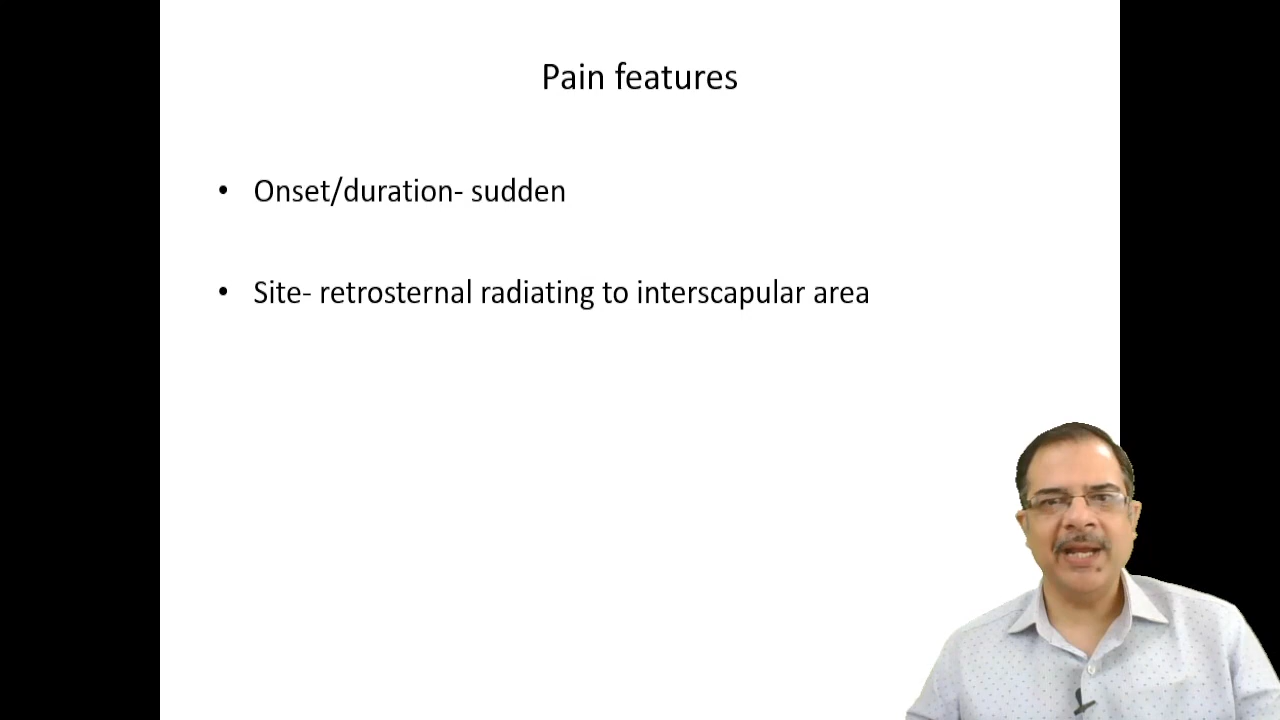 Pain features
• Onset/duration- sudden
• Site- retrosternal radiating to interscapular area